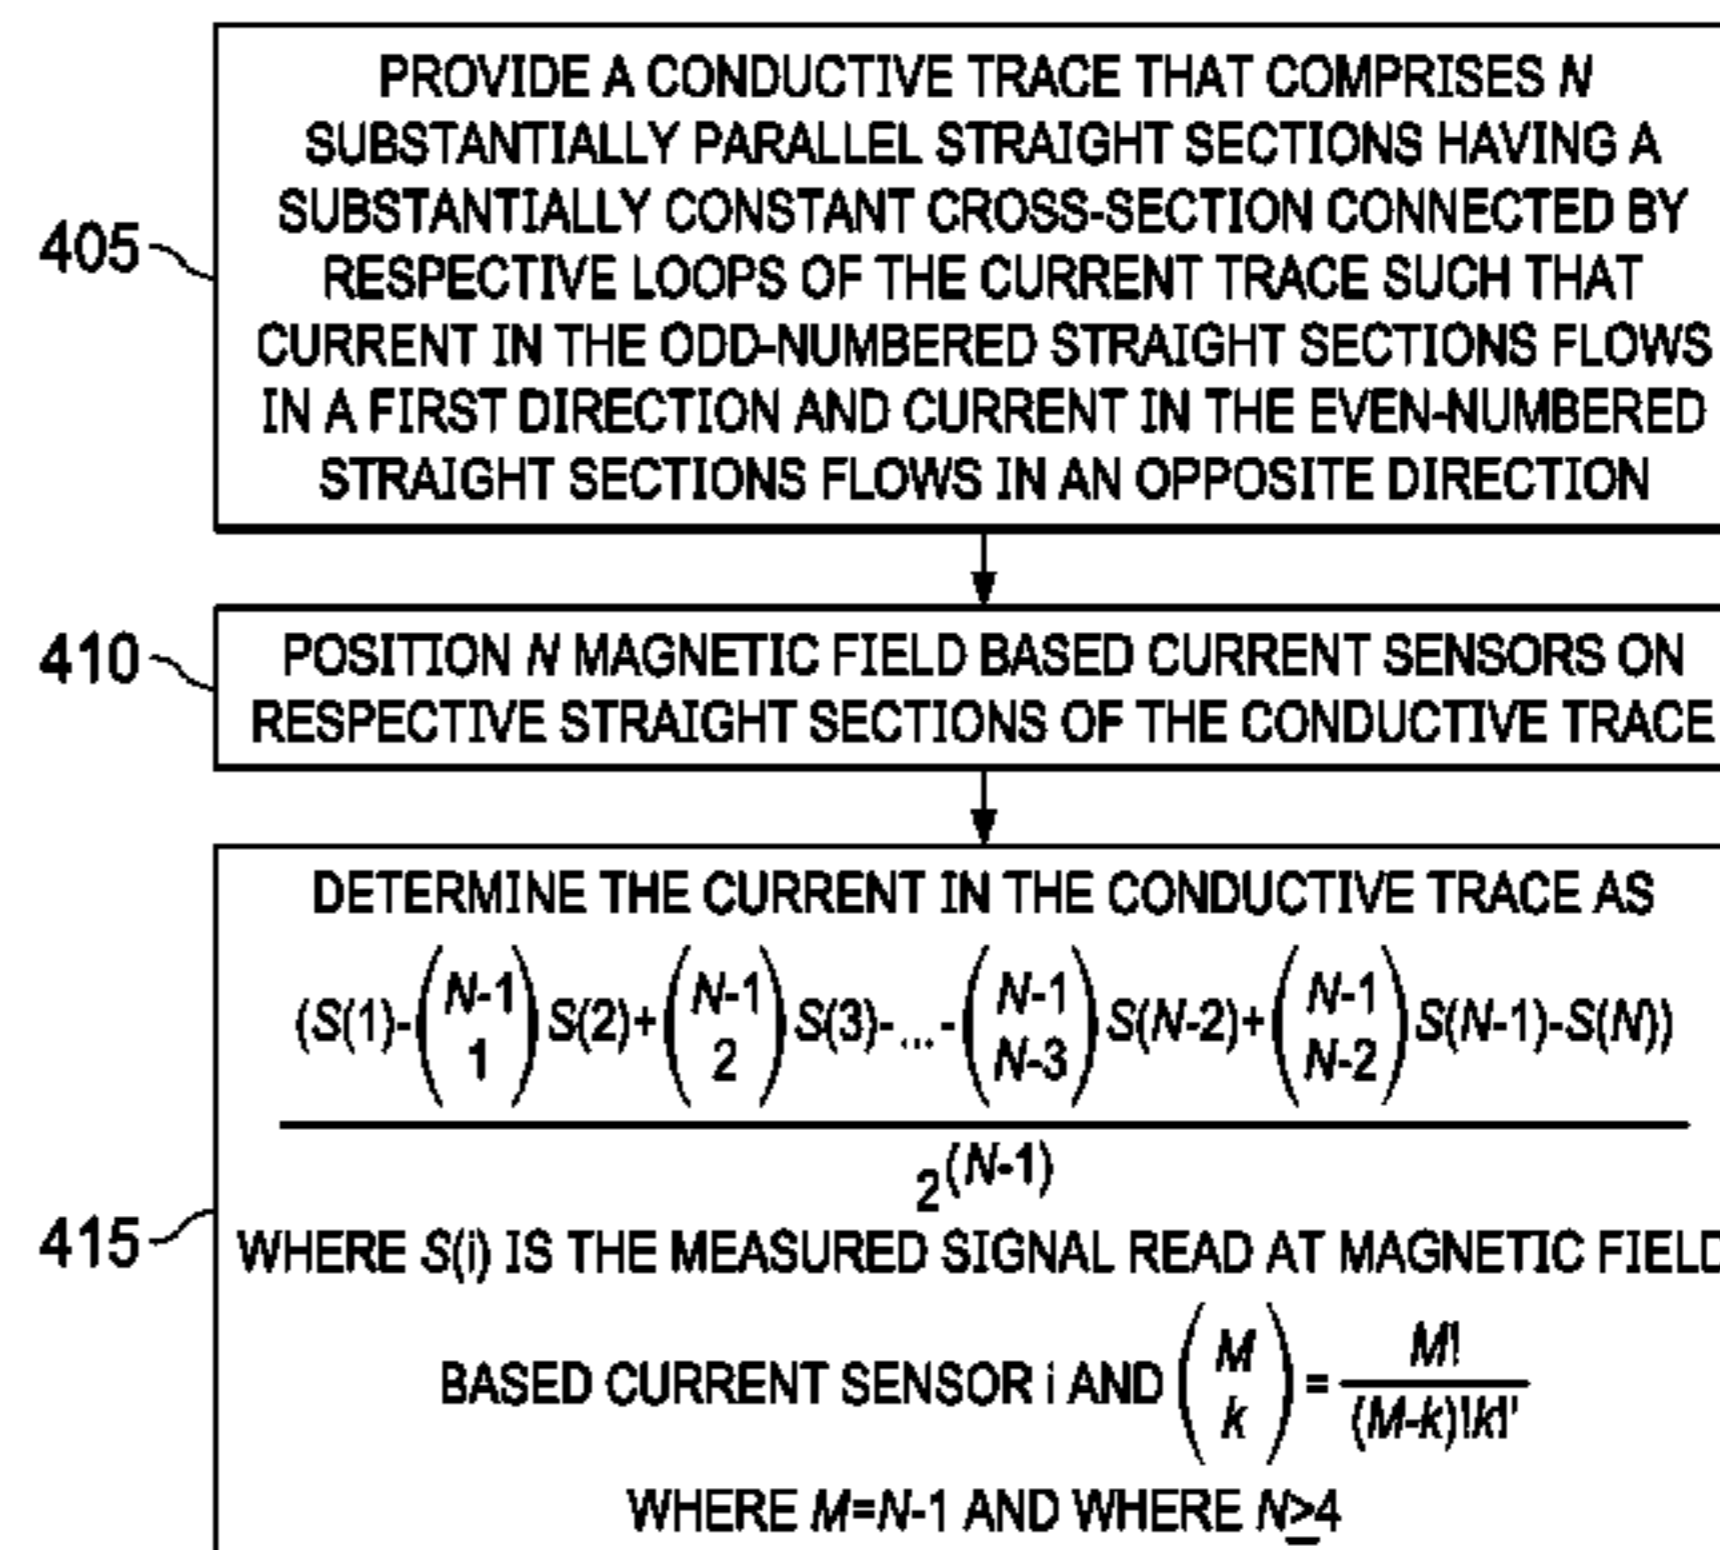 405
PROVIDE A CONDUCTIVE TRACE THAT COMPRISES N
SUBSTANTIALLY PARALLEL STRAIGHT SECTIONS HAVING A
SUBSTANTIALLY CONSTANT CROSS-SECTION CONNECTED BY
RESPECTIVE LOOPS OF THE CURRENT TRACE SUCH THAT
CURRENT IN THE ODD-NUMBERED STRAIGHT SECTIONS FLOWS
IN A FIRST DIRECTION AND CURRENT IN THE EVEN-NUMBERED
STRAIGHT SECTIONS FLOWS IN AN OPPOSITE DIRECTION
410
POSITION N MAGNETIC FIELD BASED CURRENT SENSORS ON
RESPECTIVE STRAIGHT SECTIONS OF THE CONDUCTIVE TRACE
415
DETERMINE THE CURRENT IN THE CONDUCTIVE TRACE AS
(S(1)-(N-1 1)S(2)+(N-1 2)S(3)-...-(N-1 N-3)S(N-2)+(N-1 N-2)S(N-1)-S(N))
2^(N-1)
WHERE S(i) IS THE MEASURED SIGNAL READ AT MAGNETIC FIELD
BASED CURRENT SENSOR i AND (M k) = M!/(M-k)!k!'
WHERE M=N-1 AND WHERE N≥4